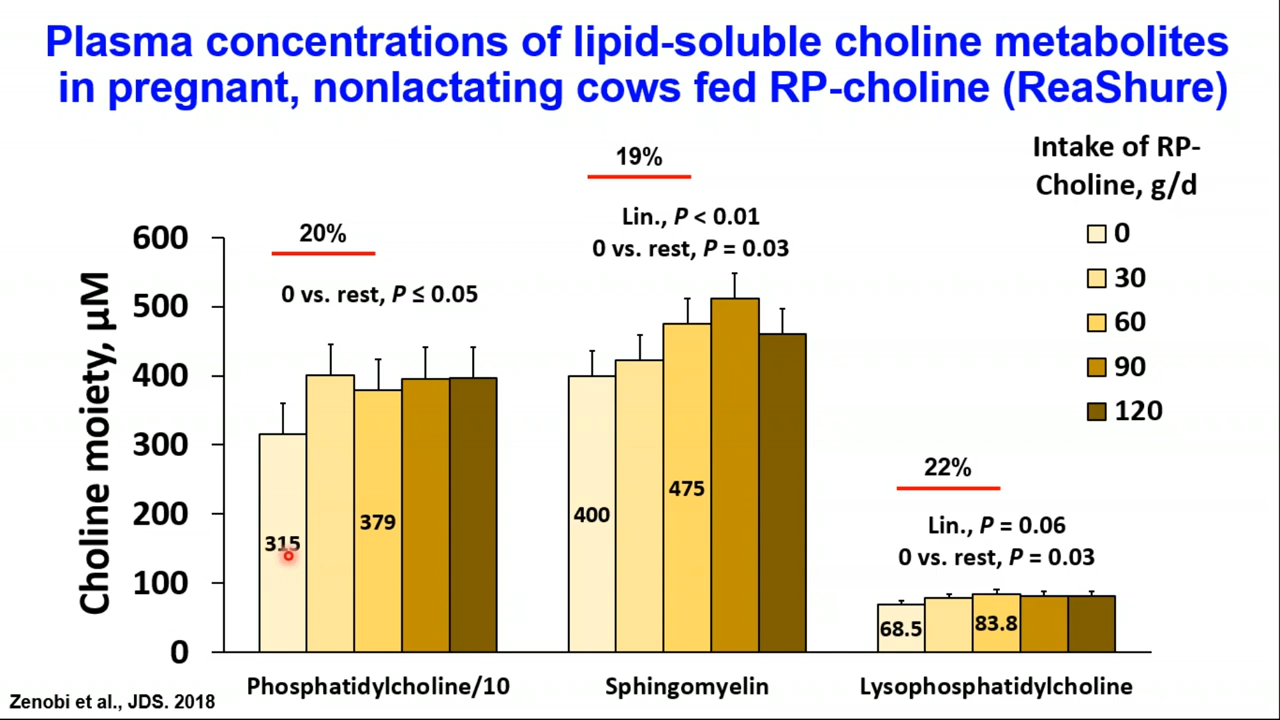 Plasma concentrations of lipid-soluble choline metabolites
in pregnant, nonlactating cows fed RP-choline (ReaShure)
Intake of RP-
Choline, g/d
0
30
60
90
120
Choline moiety, µM
600
500
400
300
200
100
0
20%
0 vs. rest, P ≤ 0.05
315
379
Phosphatidylcholine/10
19%
Lin., P < 0.01
0 vs. rest, P = 0.03
400
475
Sphingomyelin
22%
Lin., P = 0.06
0 vs. rest, P = 0.03
68.5
83.8
Lysophosphatidylcholine
Zenobi et al., JDS. 2018